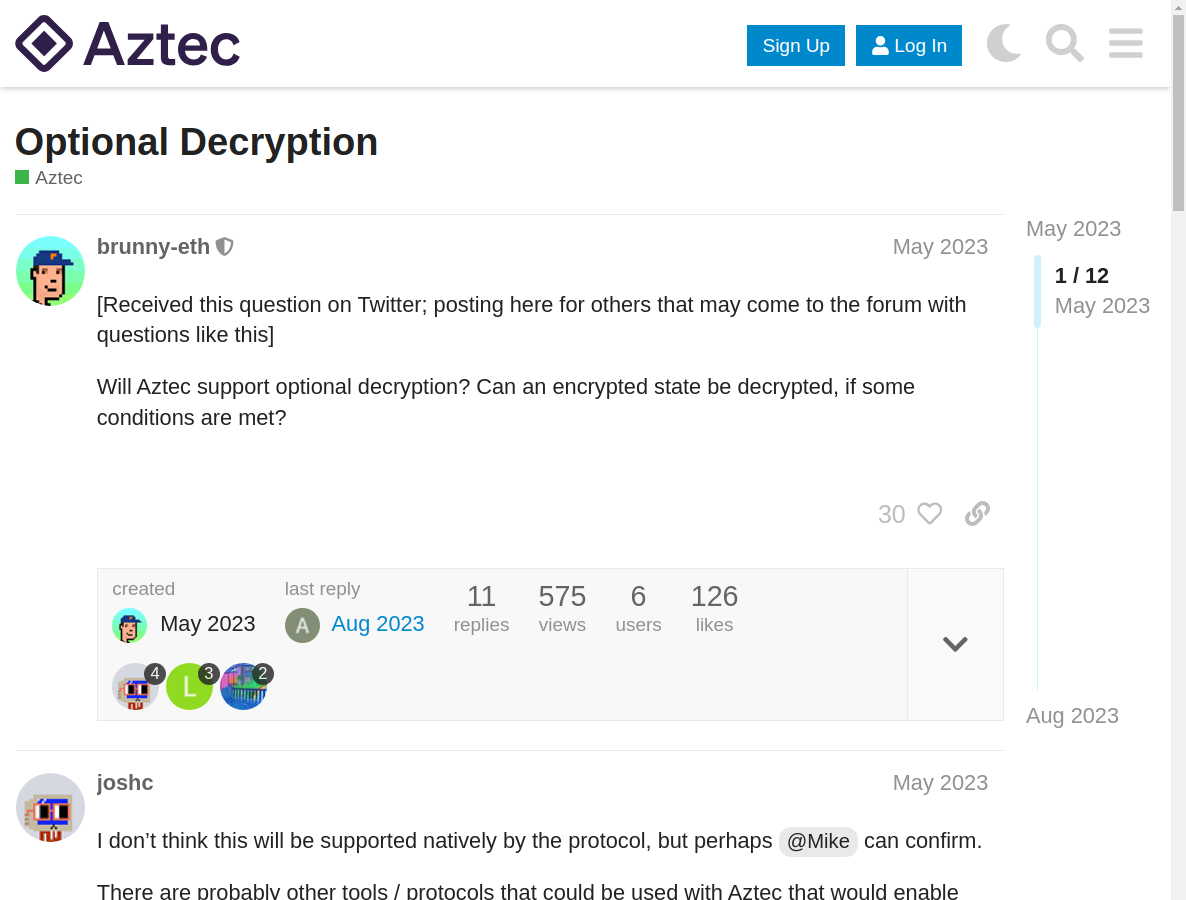 Aztec
Sign Up
Log In
Optional Decryption
Aztec
brunny-eth
May 2023
[Received this question on Twitter; posting here for others that may come to the forum with
questions like this]
Will Aztec support optional decryption? Can an encrypted state be decrypted, if some
conditions are met?
30
created
May 2023
last reply
A
Aug 2023
11
replies
575
views
6
users
126
likes
4
L
3
2
May 2023
1 / 12
May 2023
Aug 2023
joshc
May 2023
I don’t think this will be supported natively by the protocol, but perhaps @Mike can confirm.
There are probably other tools / protocols that could be used with Aztec that would enable